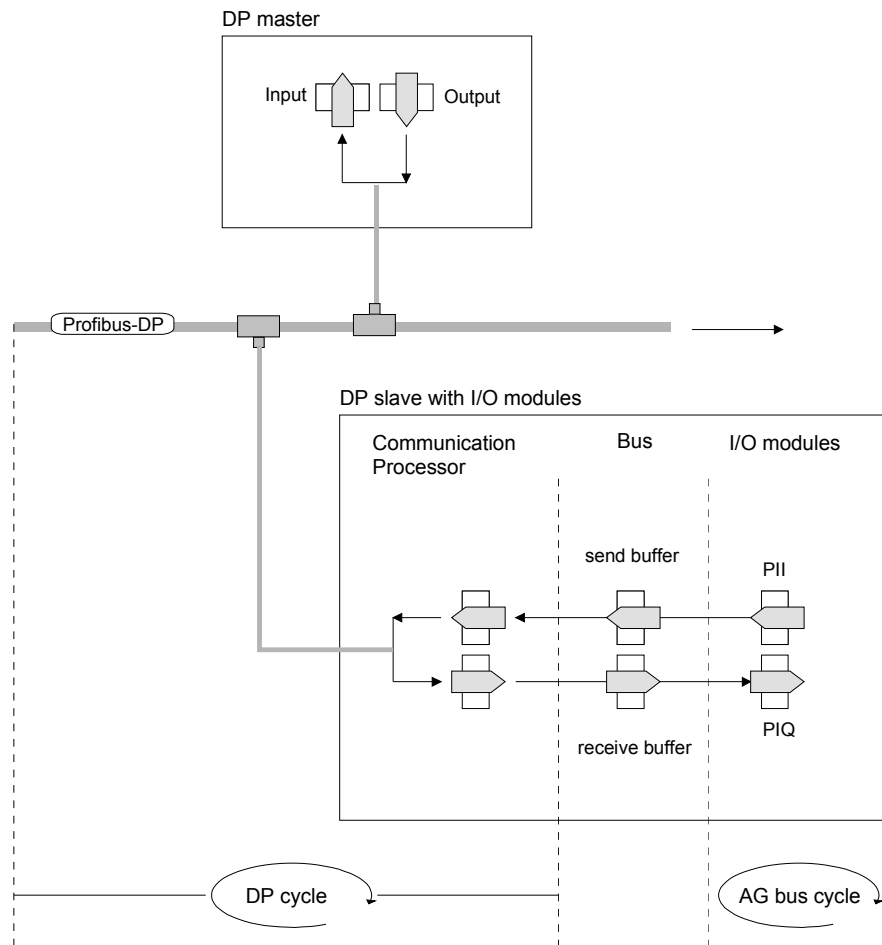 DP master
Input
Output
Profibus-DP
DP slave with I/O modules
Communication
Processor
Bus
I/O modules
send buffer
PII
receive buffer
PIQ
DP cycle
AG bus cycle